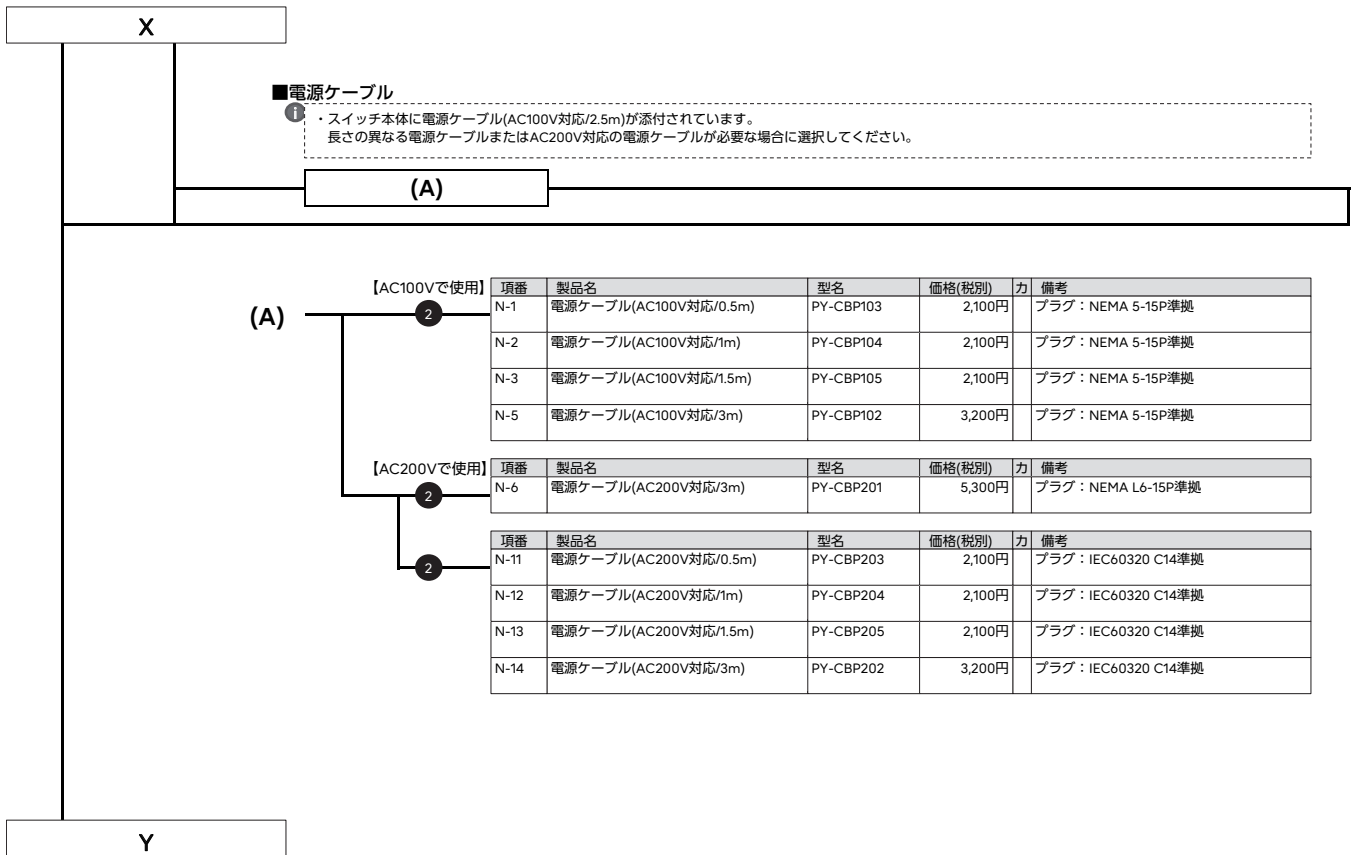 X
■電源ケーブル
i
・スイッチ本体に電源ケーブル(AC100V対応/2.5m)が添付されています。
長さの異なる電源ケーブルまたはAC200V対応の電源ケーブルが必要な場合に選択してください。
(A)
(A)
【AC100Vで使用】
2
項番 製品名 型名 価格(税別) カ 備考
N-1 電源ケーブル(AC100V対応/0.5m) PY-CBP103 2,100円 プラグ：NEMA 5-15P準拠
N-2 電源ケーブル(AC100V対応/1m) PY-CBP104 2,100円 プラグ：NEMA 5-15P準拠
N-3 電源ケーブル(AC100V対応/1.5m) PY-CBP105 2,100円 プラグ：NEMA 5-15P準拠
N-5 電源ケーブル(AC100V対応/3m) PY-CBP102 3,200円 プラグ：NEMA 5-15P準拠
【AC200Vで使用】
2
項番 製品名 型名 価格(税別) カ 備考
N-6 電源ケーブル(AC200V対応/3m) PY-CBP201 5,300円 プラグ：NEMA L6-15P準拠
2
項番 製品名 型名 価格(税別) カ 備考
N-11 電源ケーブル(AC200V対応/0.5m) PY-CBP203 2,100円 プラグ：IEC60320 C14準拠
N-12 電源ケーブル(AC200V対応/1m) PY-CBP204 2,100円 プラグ：IEC60320 C14準拠
N-13 電源ケーブル(AC200V対応/1.5m) PY-CBP205 2,100円 プラグ：IEC60320 C14準拠
N-14 電源ケーブル(AC200V対応/3m) PY-CBP202 3,200円 プラグ：IEC60320 C14準拠
Y